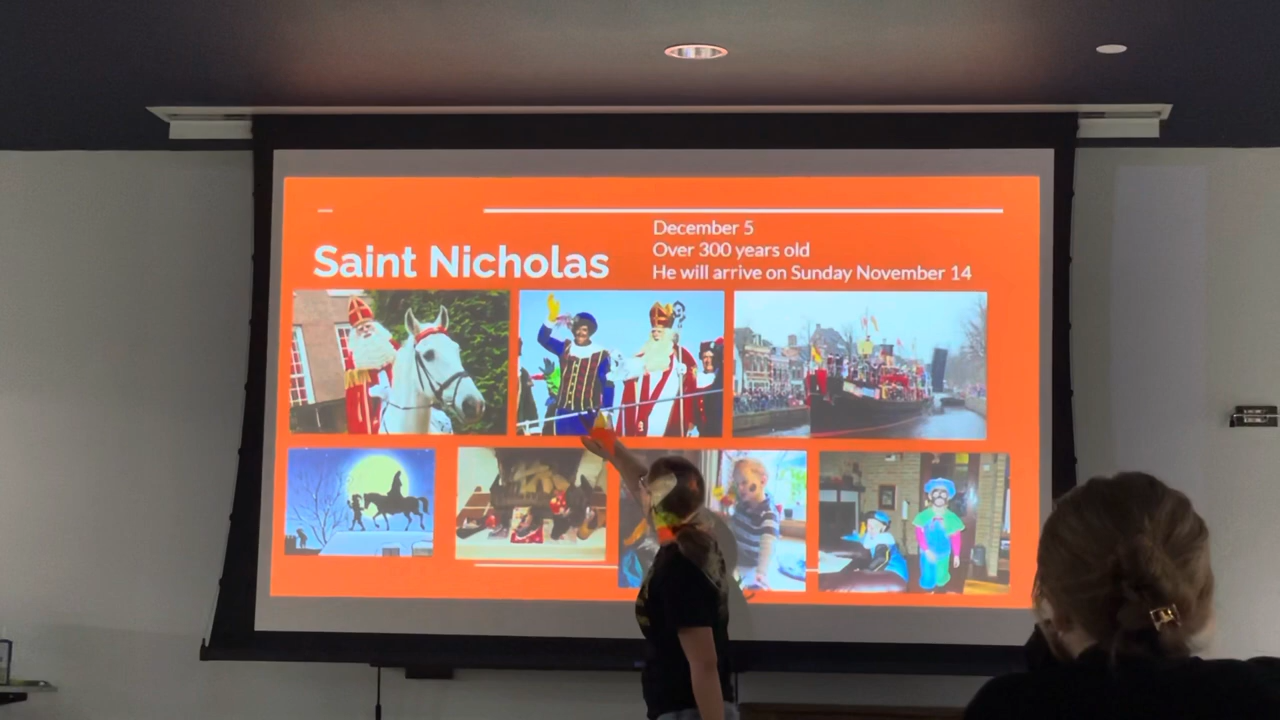 Saint Nicholas
December 5
Over 300 years old
He will arrive on Sunday November 14